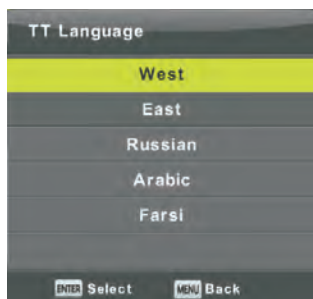 TT Language
West
East
Russian
Arabic
Farsi
ENTER Select MENU Back